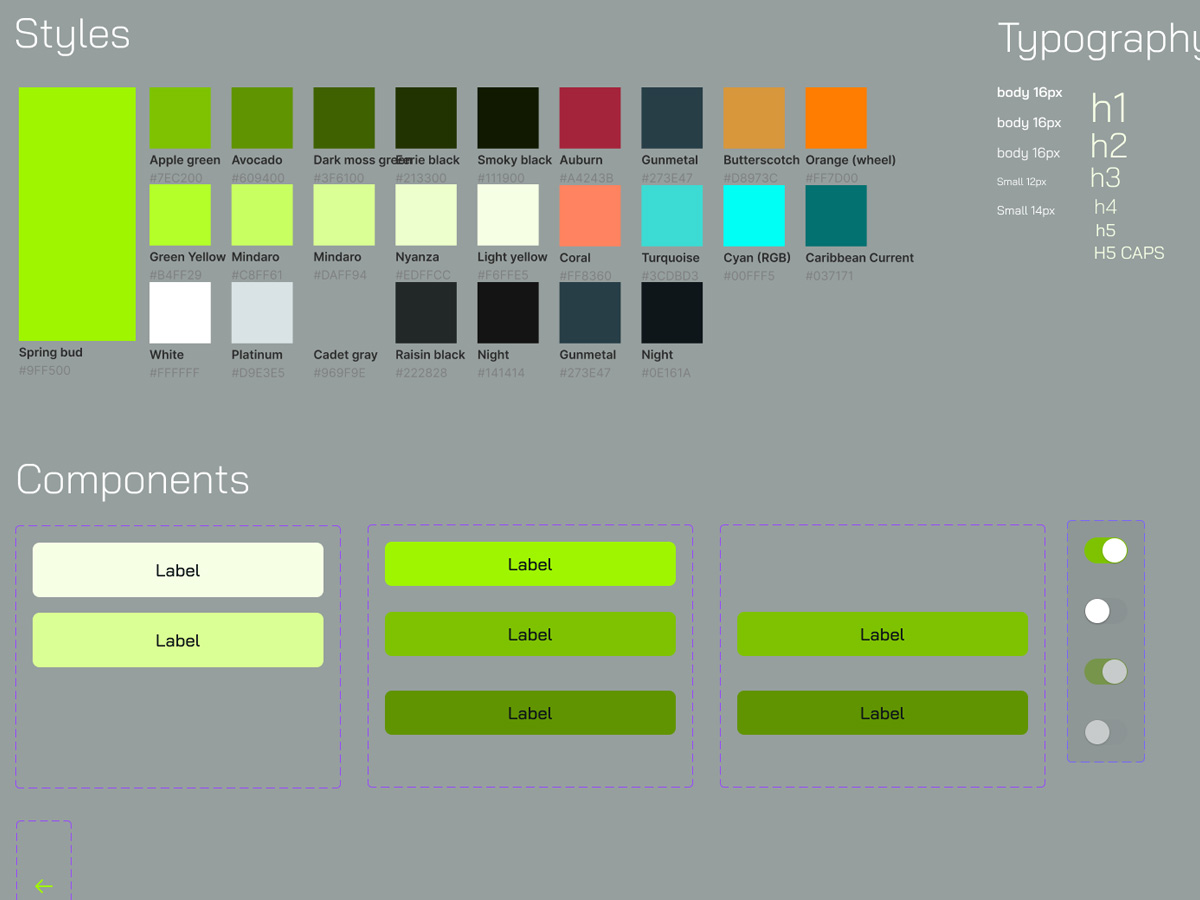 Styles
Typography
body 16px
body 16px
body 16px
Small 12px
Small 14px
h1
h2
h3
h4
h5
H5 CAPS
Apple green
#7EC200
Avocado
#609400
Dark moss green
#3F6100
Eerie black
#213300
Smoky black
#111900
Auburn
#A4243B
Gunmetal
#273E47
Butterscotch
#D8973C
Orange (wheel)
#FF7D00
Green Yellow
#B4FF29
Mindaro
#C8FF61
Mindaro
#DAFF94
Nyanza
#EDFFCC
Light yellow
#F6FFE5
Coral
#FF8360
Turquoise
#3CDBD3
Cyan (RGB)
#00FFF5
Caribbean Current
#037171
Spring bud
#9FF500
White
#FFFFFF
Platinum
#D9E3E5
Cadet gray
#969F9E
Raisin black
#222828
Night
#141414
Gunmetal
#273E47
Night
#0E161A
Components
Label
Label
Label
Label
Label
Label
Label